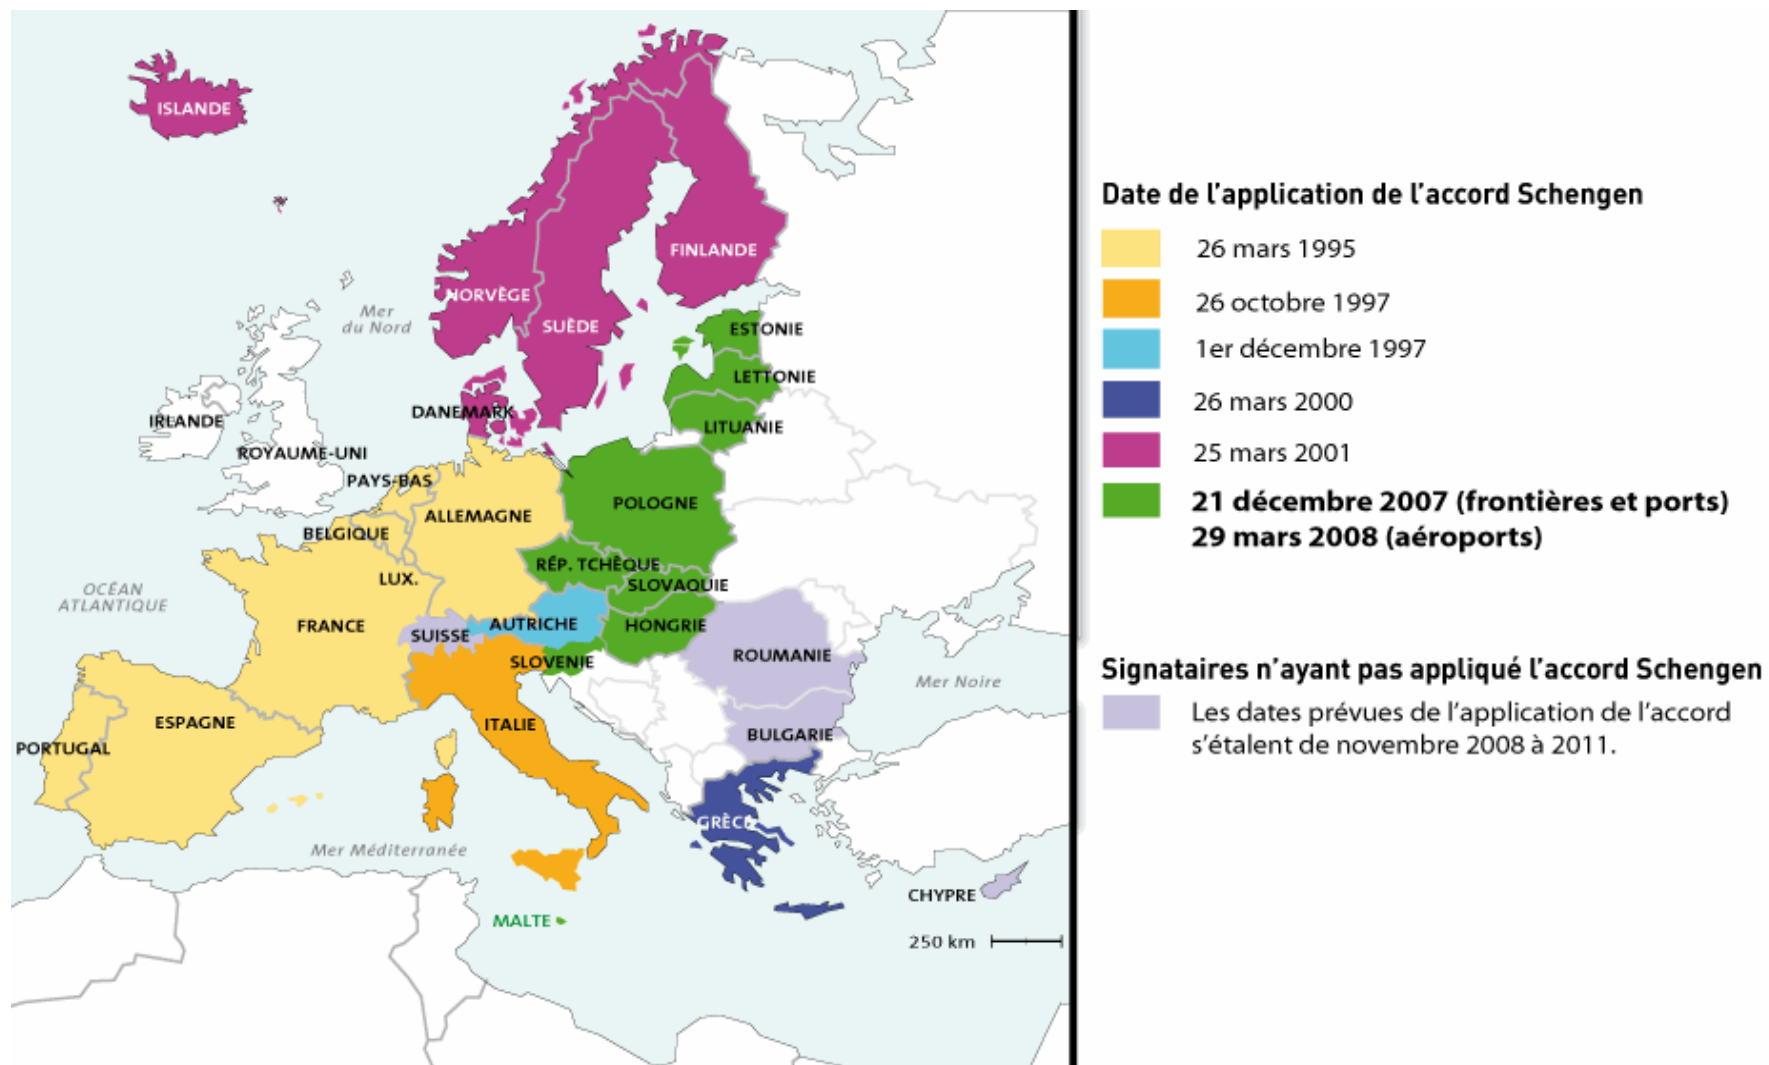 ISLANDE
FINLANDE
NORVÈGE
Mer
du Nord
SUÈDE
ESTONIE
LETTONIE
DANEMARK
IRLANDE
LITUANIE
ROYAUME-UNI
PAYS-BAS
POLOGNE
ALLEMAGNE
BELGIQUE
RÉP. TCHÈQUE
LUX.
SLOVAQUIE
OCÉAN
ATLANTIQUE
FRANCE
SUISSE
AUTRICHE
HONGRIE
SLOVENIE
ROUMANIE
Mer Noire
ESPAGNE
ITALIE
BULGARIE
PORTUGAL
GRÈCE
Mer Méditerranée
CHYPRE
MALTE
250 km
Date de l’application de l’accord Schengen
26 mars 1995
26 octobre 1997
1er décembre 1997
26 mars 2000
25 mars 2001
21 décembre 2007 (frontières et ports)
29 mars 2008 (aéroports)
Signataires n’ayant pas appliqué l’accord Schengen
Les dates prévues de l’application de l’accord
s’étalent de novembre 2008 à 2011.